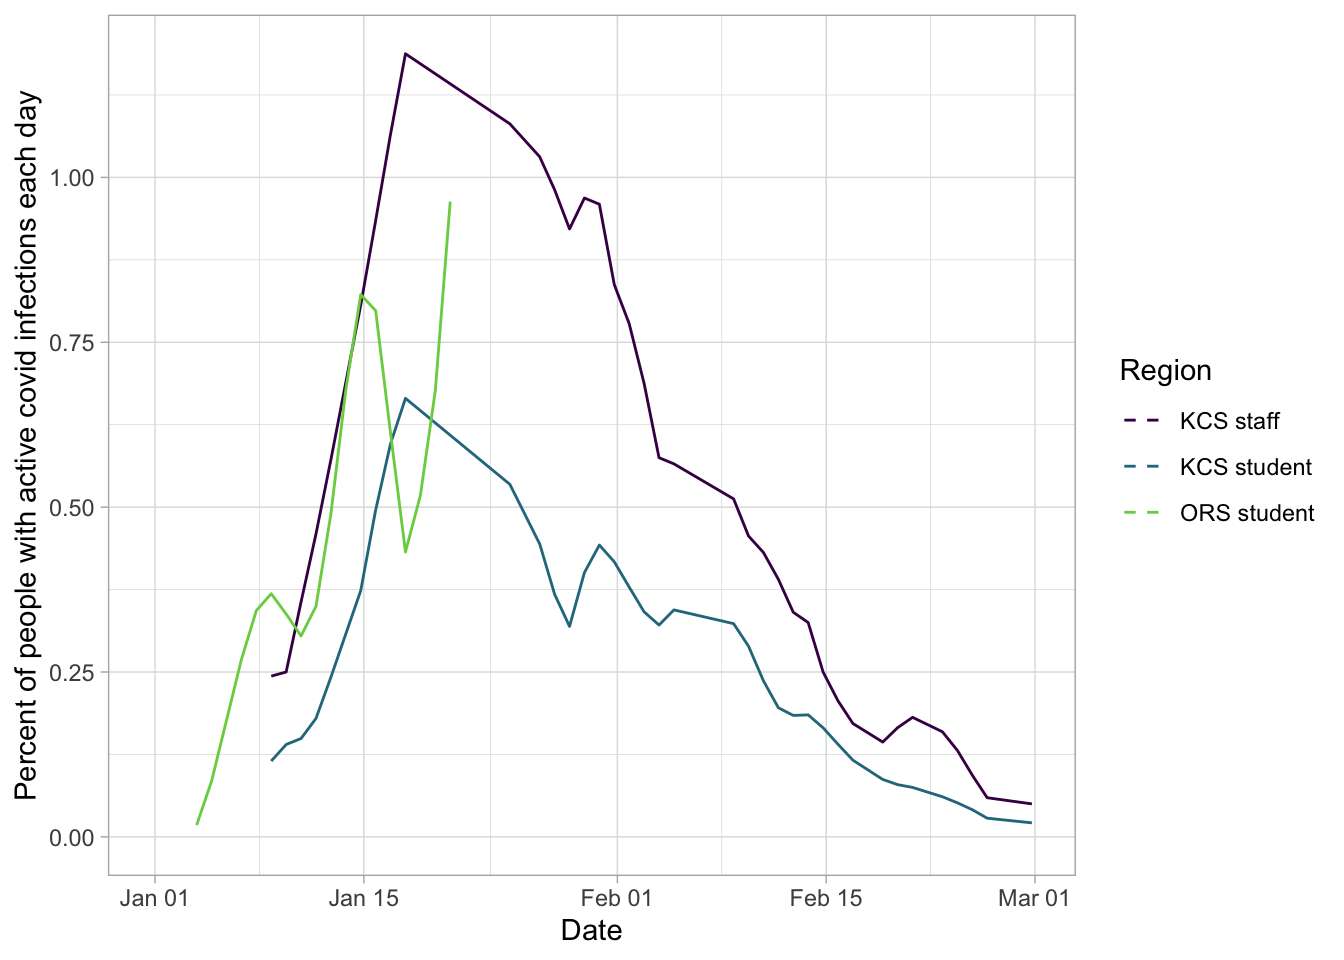 Percent of people with active covid infections each day
1.00
0.75
0.50
0.25
0.00
Jan 01
Jan 15
Feb 01
Feb 15
Mar 01
Date
Region
KCS staff
KCS student
ORS student